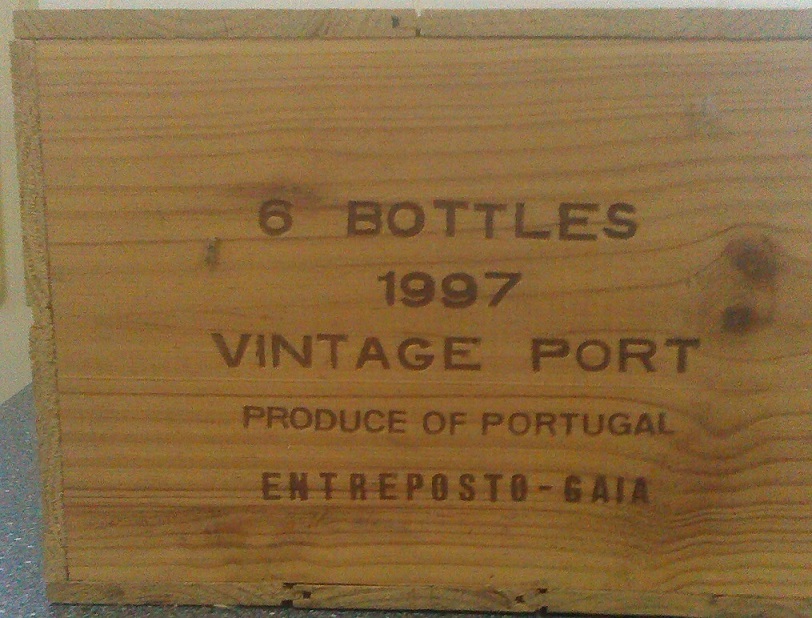 6 BOTTLES
1997
VINTAGE PORT
PRODUCE OF PORTUGAL
ENTREPOSTO-GAIA